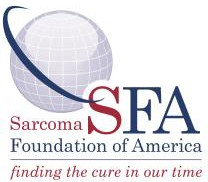 Sarcoma SFA
Foundation of America
finding the cure in our time